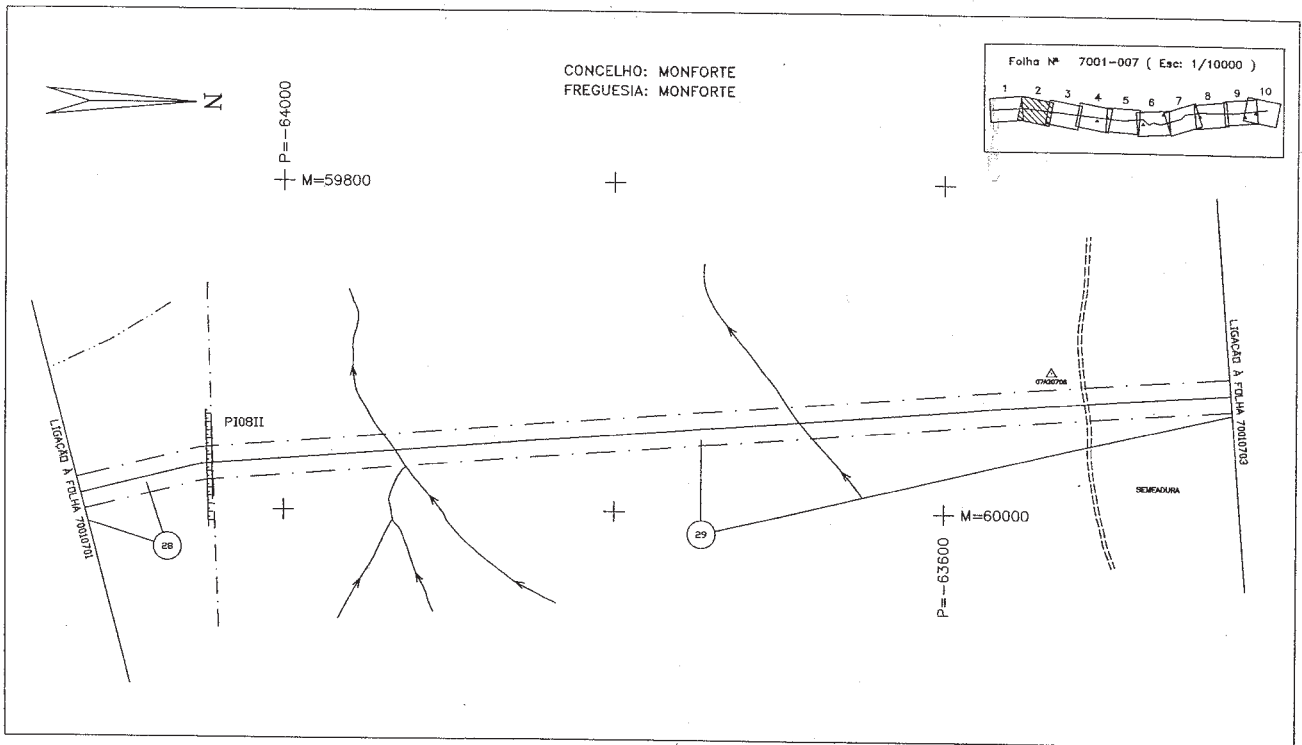 CONCELHO: MONFORTE
FREGUESIA: MONFORTE
Folha Nº 7001-007 ( Esc: 1/10000 )
1 2 3 4 5 6 7 8 9 10
N
P=-64000
M=59800
PI08II
LIGAÇÃO À FOLHA 70010701
28
29
LIGAÇÃO À FOLHA 70010703
SEMEADURA
M=60000
P=-63600